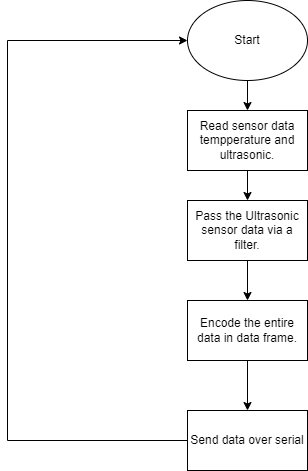 Start
Read sensor data
tempperature and
ultrasonic.
Pass the Ultrasonic
sensor data via a
filter.
Encode the entire
data in data frame.
Send data over serial